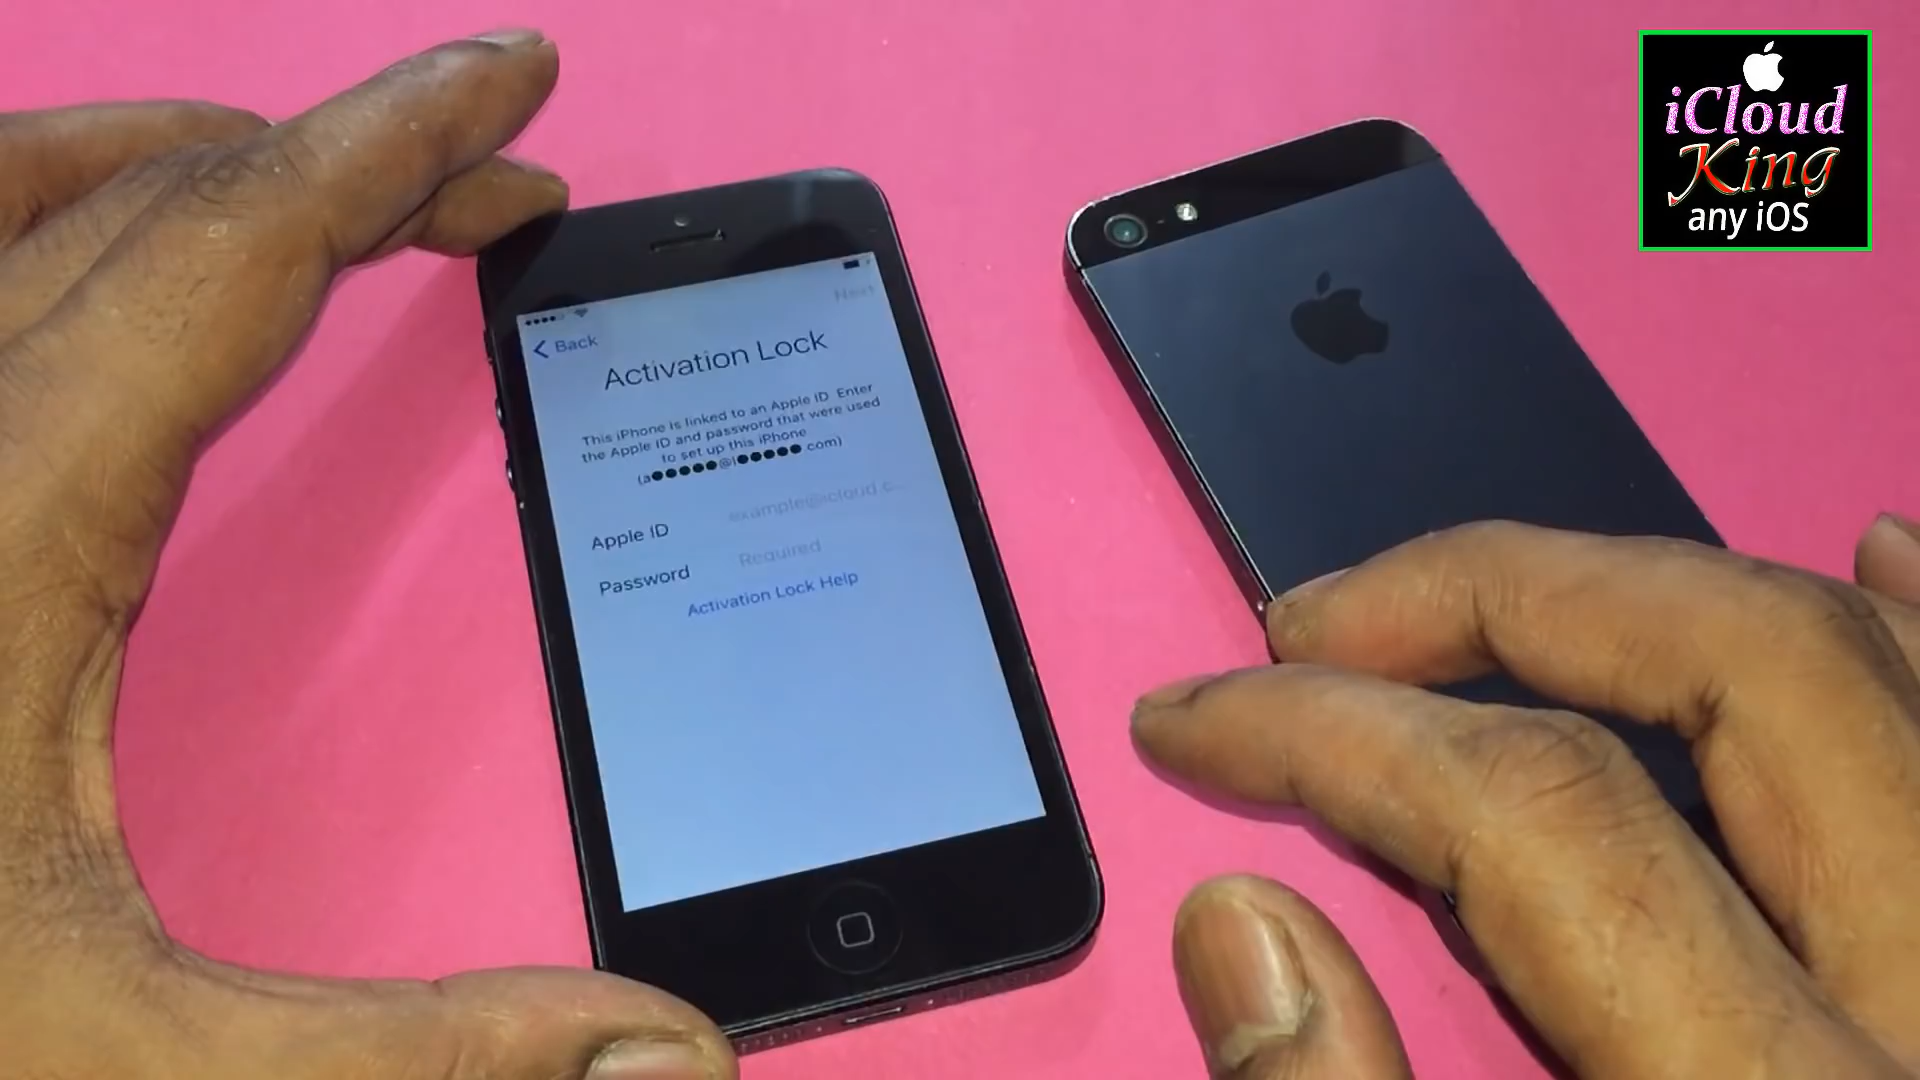 iCloud
King
any iOS
Next
Back
Activation Lock
This iPhone is linked to an Apple ID Enter
the Apple ID and password that were used
to set up this iPhone
(a●●●●●@i●●●●●.com)
Apple ID example@icloud.c...
Password Required
Activation Lock Help